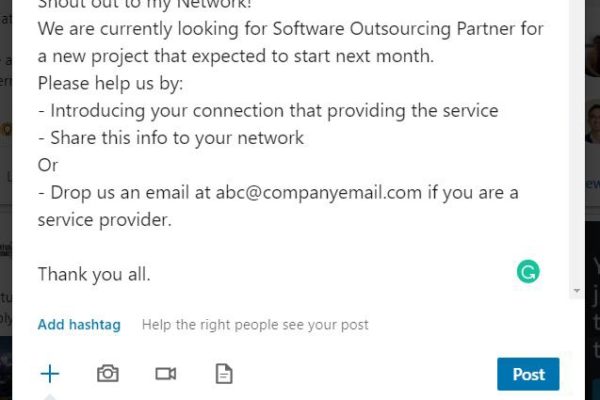 Shout out to my Network!
We are currently looking for Software Outsourcing Partner for
a new project that expected to start next month.
Please help us by:
- Introducing your connection that providing the service
- Share this info to your network
Or
- Drop us an email at abc@companyemail.com if you are a
service provider.
Thank you all.
Add hashtag Help the right people see your post
Post